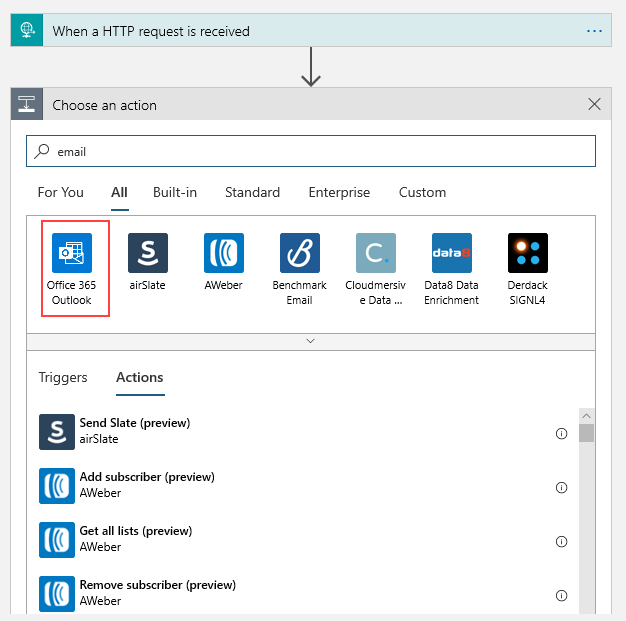 When a HTTP request is received
Choose an action
email
For You All Built-in Standard Enterprise Custom
S C. data8
Office 365 airSlate AWeber Benchmark Cloudmersiv Data8 Data Derdack
Outlook Email e Data ... Enrichment SIGNL4
Triggers Actions
S Send Slate (preview)
airSlate
Add subscriber (preview)
AWeber
Get all lists (preview)
AWeber
Remove subscriber (preview)
AWeber